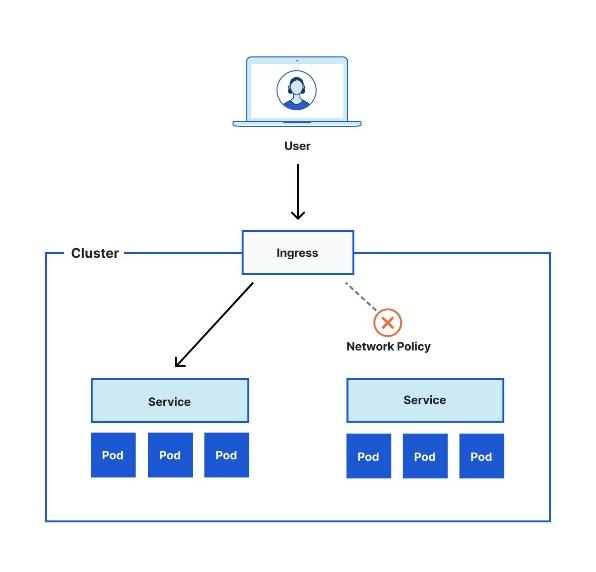 User
Cluster
Ingress
Network Policy
Service
Service
Pod
Pod
Pod
Pod
Pod
Pod